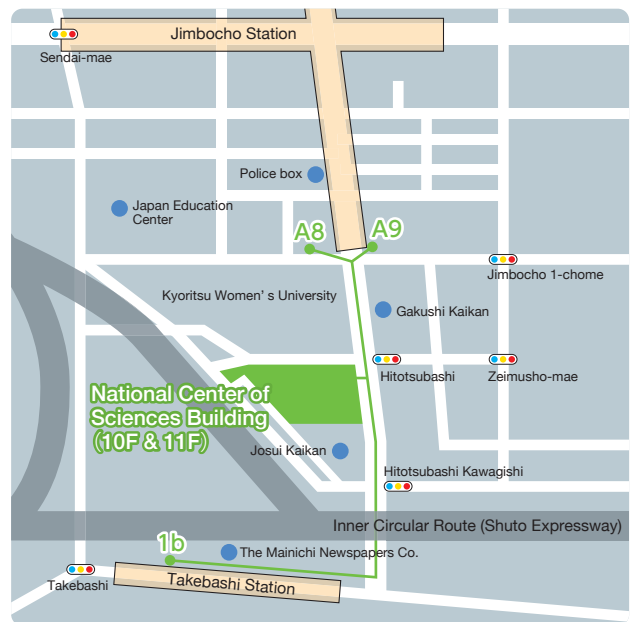 Jimbocho Station
Sendai-mae
Police box
Japan Education
Center
A8
A9
Jimbocho 1-chome
Kyoritsu Women' s University
Gakushi Kaikan
Hitotsubashi
Zeimusho-mae
National Center of
Sciences Building
(10F & 11F)
Josui Kaikan
Hitotsubashi Kawagishi
Inner Circular Route (Shuto Expressway)
1b
The Mainichi Newspapers Co.
Takebashi
Takebashi Station